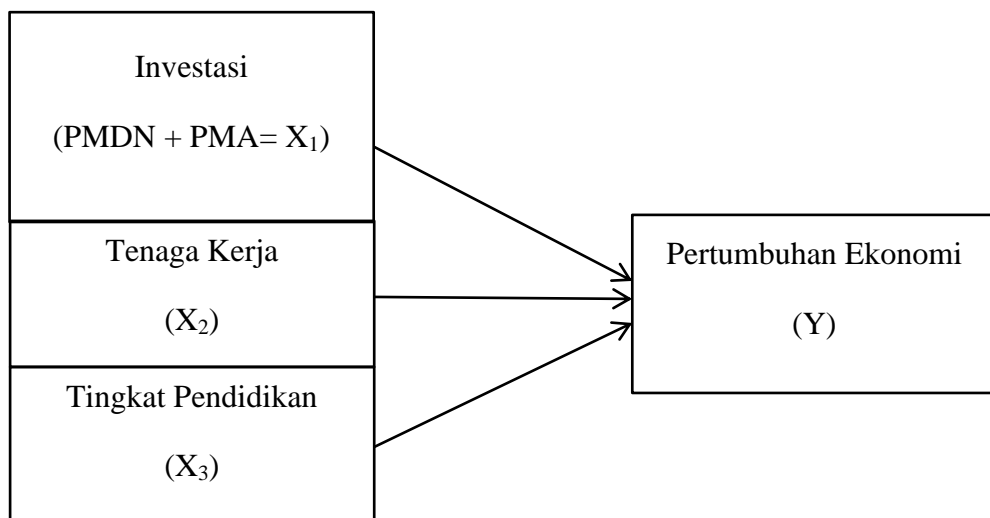 Investasi
(PMDN + PMA= X₁)
Tenaga Kerja
(X₂)
Tingkat Pendidikan
(X₃)
Pertumbuhan Ekonomi
(Y)